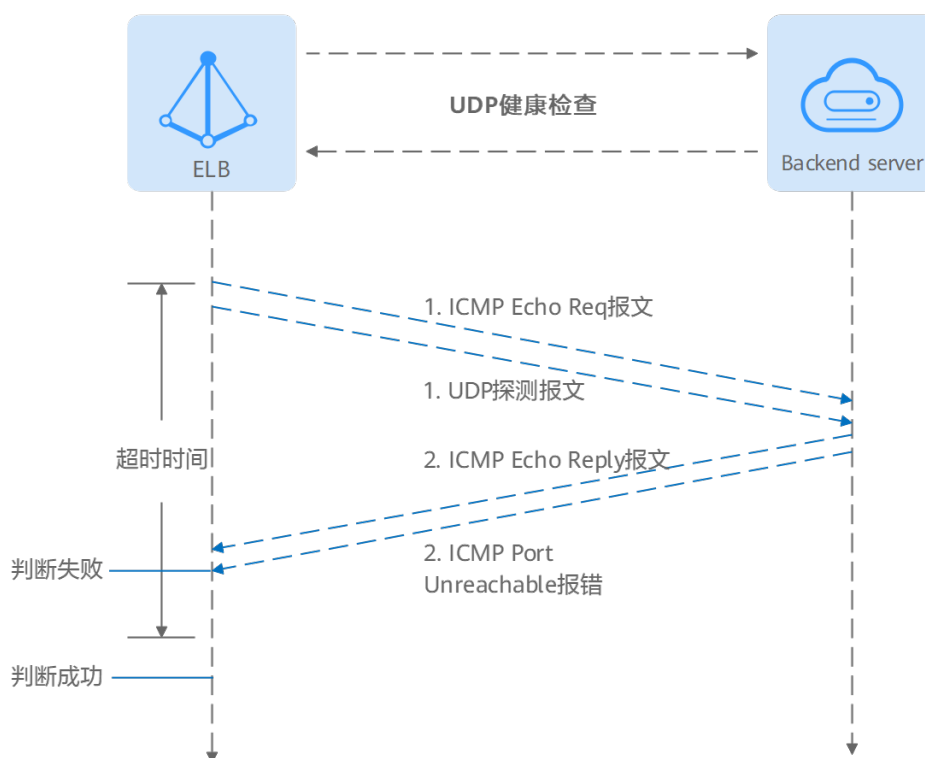 UDP健康检查
ELB
Backend server
1. ICMP Echo Req报文
1. UDP探测报文
超时时间
2. ICMP Echo Reply报文
判断失败
2. ICMP Port
Unreachable报错
判断成功